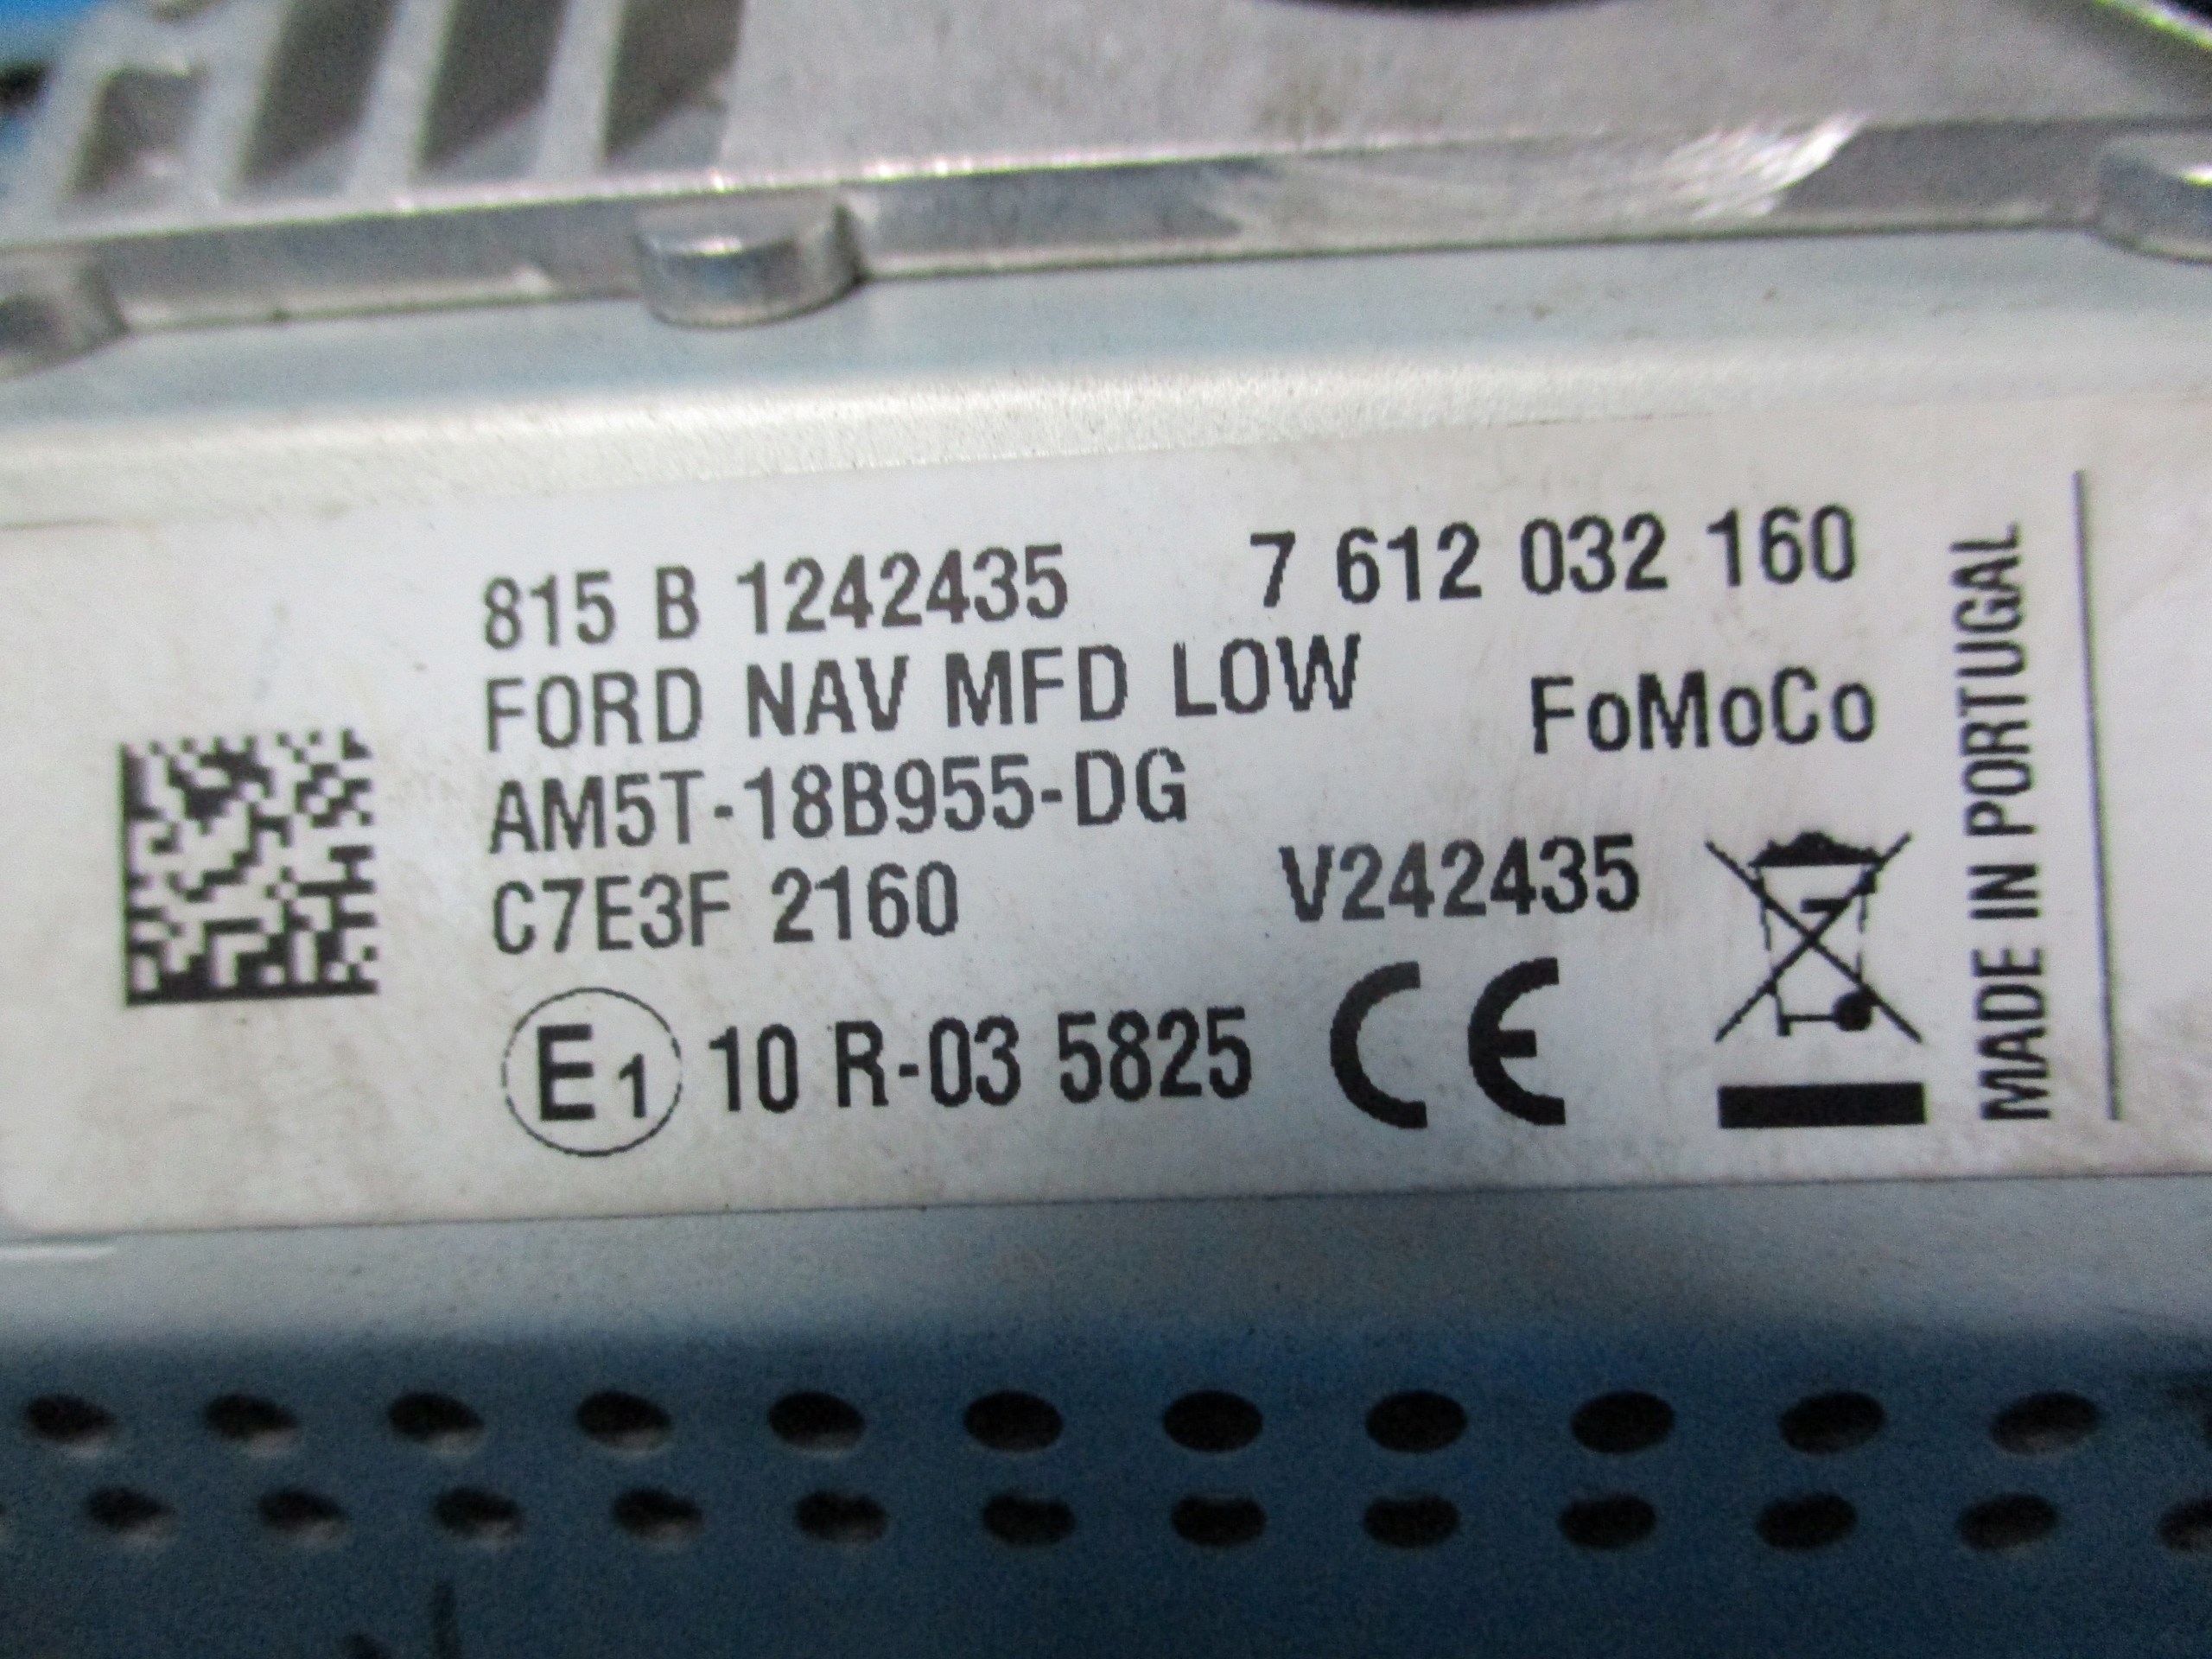 815 B 1242435 7 612 032 160
FORD NAV MFD LOW
FoMoCo
AM5T-18B955-DG
C7E3F 2160 V242435
E1 10 R-03 5825 CE
MADE IN PORTUGAL